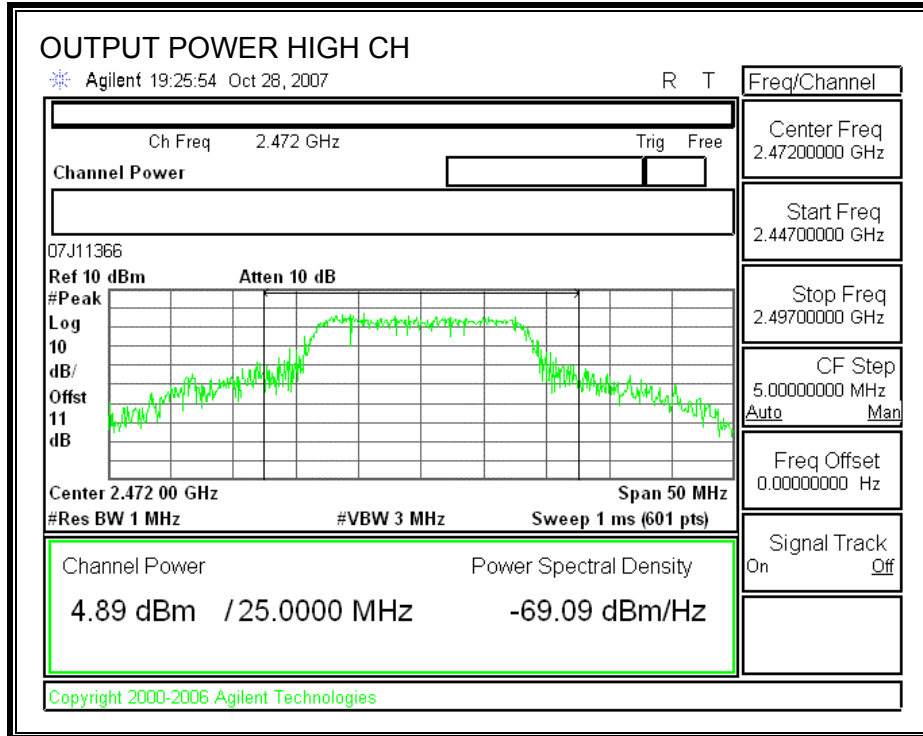 OUTPUT POWER HIGH CH
Agilent 19:25:54 Oct 28, 2007 R T
Freq/Channel
Ch Freq 2.472 GHz Trig Free
Channel Power
Center Freq
2.47200000 GHz
Start Freq
2.44700000 GHz
Stop Freq
2.49700000 GHz
CF Step
5.00000000 MHz
Auto Man
Freq Offset
0.00000000 Hz
Signal Track
On Off
07J11366
Ref 10 dBm Atten 10 dB
#Peak
Log
10
dB/
Offst
11
dB
Center 2.472 00 GHz Span 50 MHz
#Res BW 1 MHz #VBW 3 MHz Sweep 1 ms (601 pts)
Channel Power Power Spectral Density
4.89 dBm / 25.0000 MHz -69.09 dBm/Hz
Copyright 2000-2006 Agilent Technologies